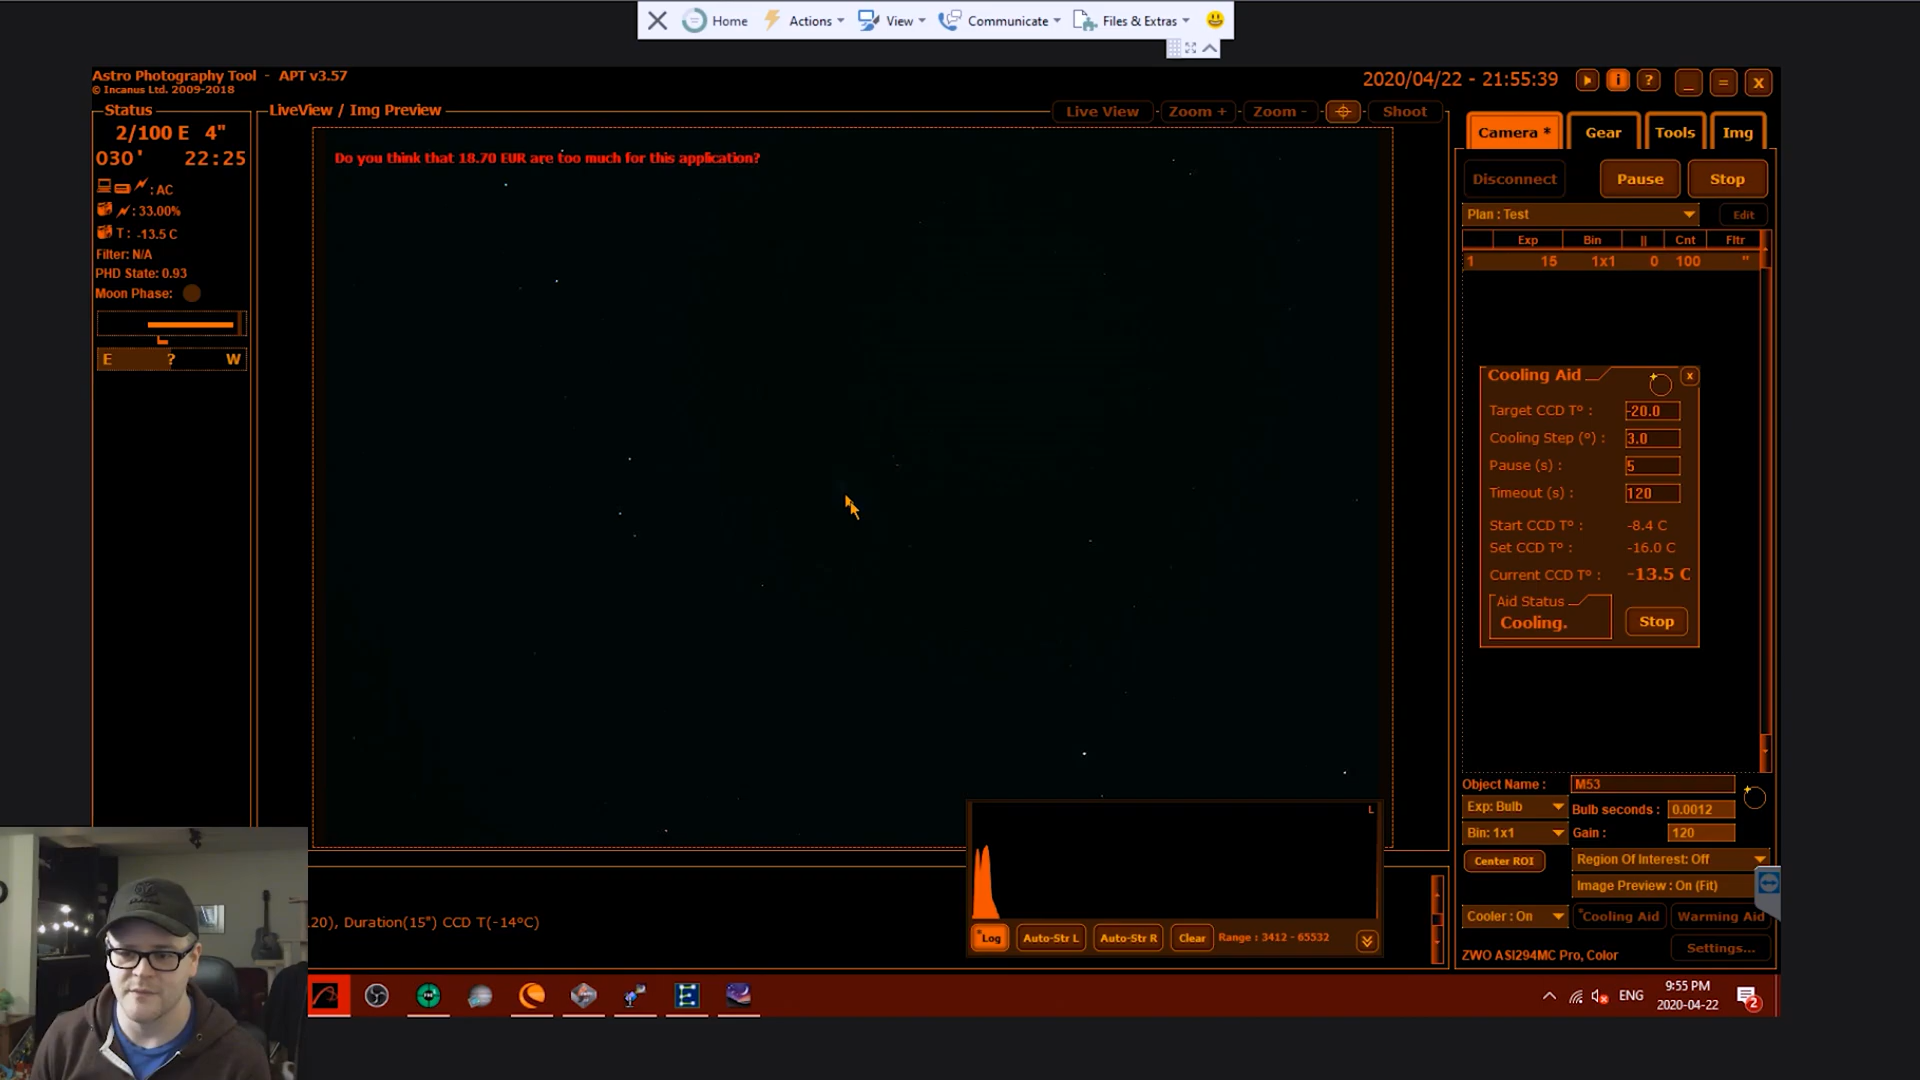 Home Actions View Communicate Files & Extras
Astro Photography Tool - APT v3.57
© Incanus Ltd. 2009-2018
2020/04/22 - 21:55:39
i ? _ = x
Status
2/100 E 4"
030' 22:25
: AC
: 33.00%
T: -13.5 C
Filter: N/A
PHD State: 0.93
Moon Phase:
E ? W
LiveView / Img Preview
Live View Zoom + Zoom - Shoot
Do you think that 18.70 EUR are too much for this application?
Camera * Gear Tools Img
Disconnect Pause Stop
Plan : Test Edit
Exp Bin || Cnt Fltr
1 15 1x1 0 100 "
Cooling Aid x
Target CCD T° : -20.0
Cooling Step (°) : 3.0
Pause (s) : 5
Timeout (s) : 120
Start CCD T° : -8.4 C
Set CCD T° : -16.0 C
Current CCD T° : -13.5 C
Aid Status
Cooling. Stop
Object Name : M53
Exp: Bulb Bulb seconds : 0.0012
Bin: 1x1 Gain : 120
Center ROI Region Of Interest: Off
Image Preview : On (Fit)
Cooler : On *Cooling Aid Warming Aid
Settings...
ZWO ASI294MC Pro, Color
L
*Log Auto-Str L Auto-Str R Clear Range : 3412 - 65532
20), Duration(15") CCD T(-14°C)
ENG
9:55 PM
2020-04-22
2